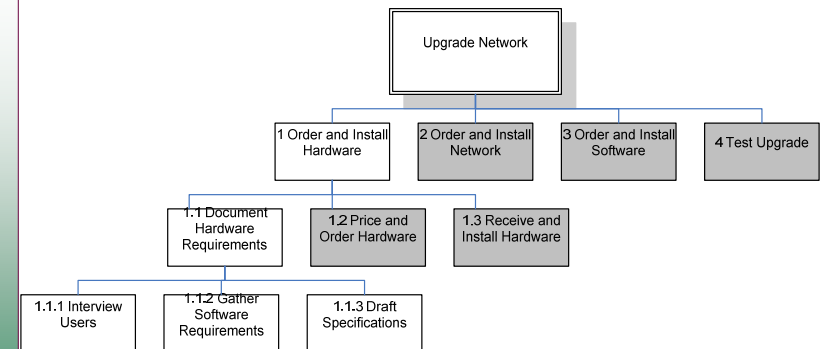 Upgrade Network
1 Order and Install
Hardware
2 Order and Install
Network
3 Order and Install
Software
4 Test Upgrade
1.1 Document
Hardware
Requirements
1.2 Price and
Order Hardware
1.3 Receive and
Install Hardware
1.1.1 Interview
Users
1.1.2 Gather
Software
Requirements
1.1.3 Draft
Specifications